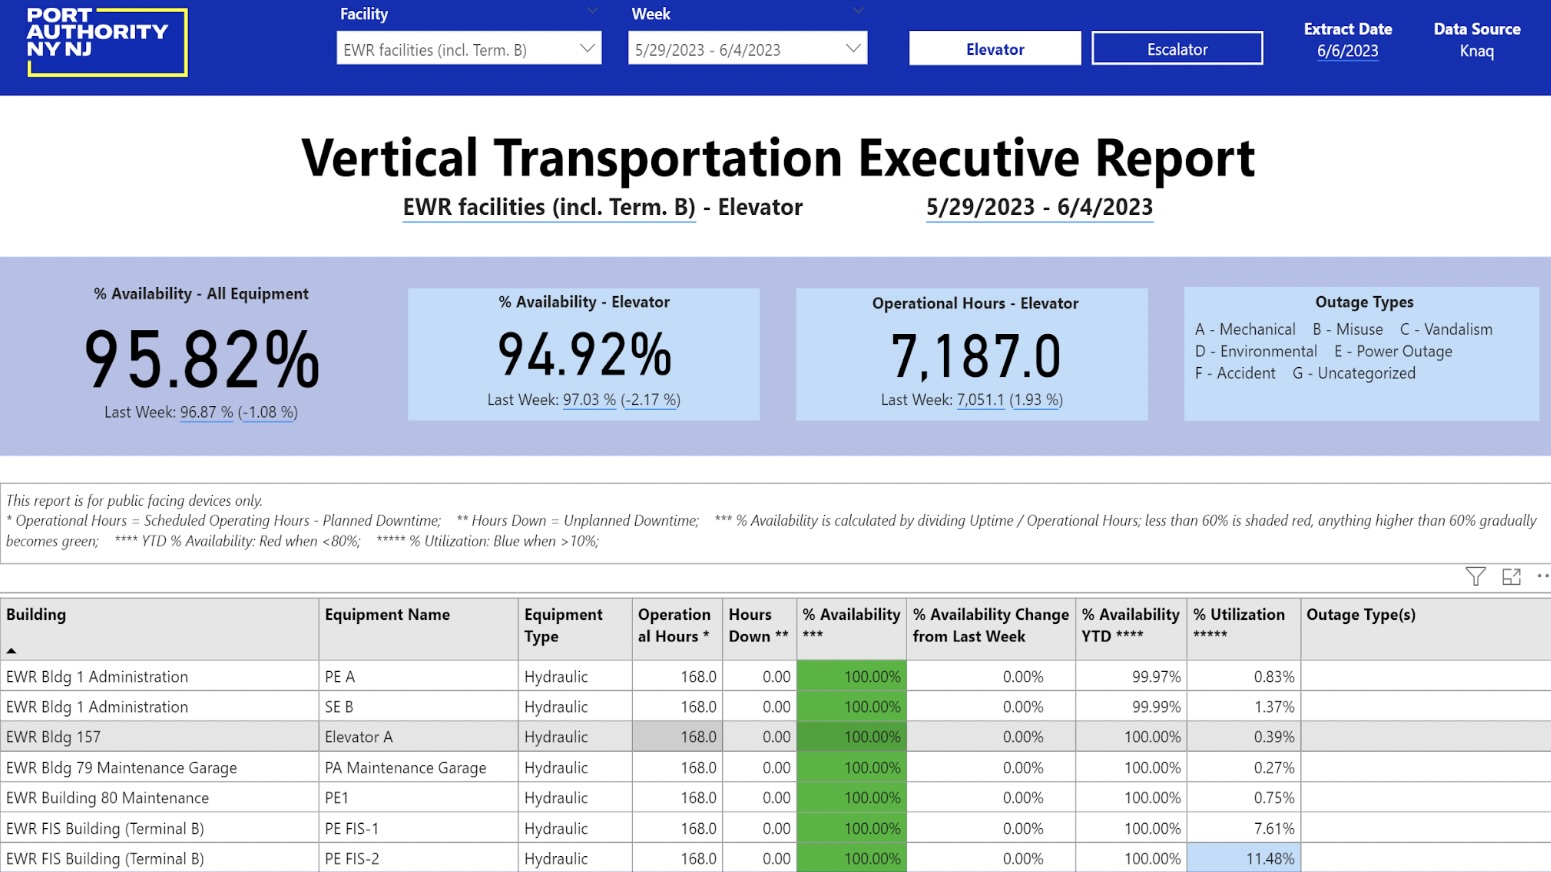 PORT
AUTHORITY
NY NJ
Facility
EWR facilities (incl. Term. B)
Week
5/29/2023 - 6/4/2023
Elevator
Escalator
Extract Date
6/6/2023
Data Source
Knaq
Vertical Transportation Executive Report
EWR facilities (incl. Term. B) - Elevator 5/29/2023 - 6/4/2023
% Availability - All Equipment
95.82%
Last Week: 96.87 % (-1.08 %)
% Availability - Elevator
94.92%
Last Week: 97.03 % (-2.17 %)
Operational Hours - Elevator
7,187.0
Last Week: 7,051.1 (1.93 %)
Outage Types
A - Mechanical B - Misuse C - Vandalism
D - Environmental E - Power Outage
F - Accident G - Uncategorized
This report is for public facing devices only.
* Operational Hours = Scheduled Operating Hours - Planned Downtime; ** Hours Down = Unplanned Downtime; *** % Availability is calculated by dividing Uptime / Operational Hours; less than 60% is shaded red, anything higher than 60% gradually
becomes green; **** YTD % Availability: Red when <80%; ***** % Utilization: Blue when >10%;
Building Equipment Name Equipment Operation Hours % Availability % Availability Change % Availability % Utilization Outage Type(s)
Type al Hours * Down ** *** from Last Week YTD **** *****
EWR Bldg 1 Administration PE A Hydraulic 168.0 0.00 100.00% 0.00% 99.97% 0.83%
EWR Bldg 1 Administration SE B Hydraulic 168.0 0.00 100.00% 0.00% 99.99% 1.37%
EWR Bldg 157 Elevator A Hydraulic 168.0 0.00 100.00% 0.00% 100.00% 0.39%
EWR Bldg 79 Maintenance Garage PA Maintenance Garage Hydraulic 168.0 0.00 100.00% 0.00% 100.00% 0.27%
EWR Building 80 Maintenance PE1 Hydraulic 168.0 0.00 100.00% 0.00% 100.00% 0.75%
EWR FIS Building (Terminal B) PE FIS-1 Hydraulic 168.0 0.00 100.00% 0.00% 100.00% 7.61%
EWR FIS Building (Terminal B) PE FIS-2 Hydraulic 168.0 0.00 100.00% 0.00% 100.00% 11.48%